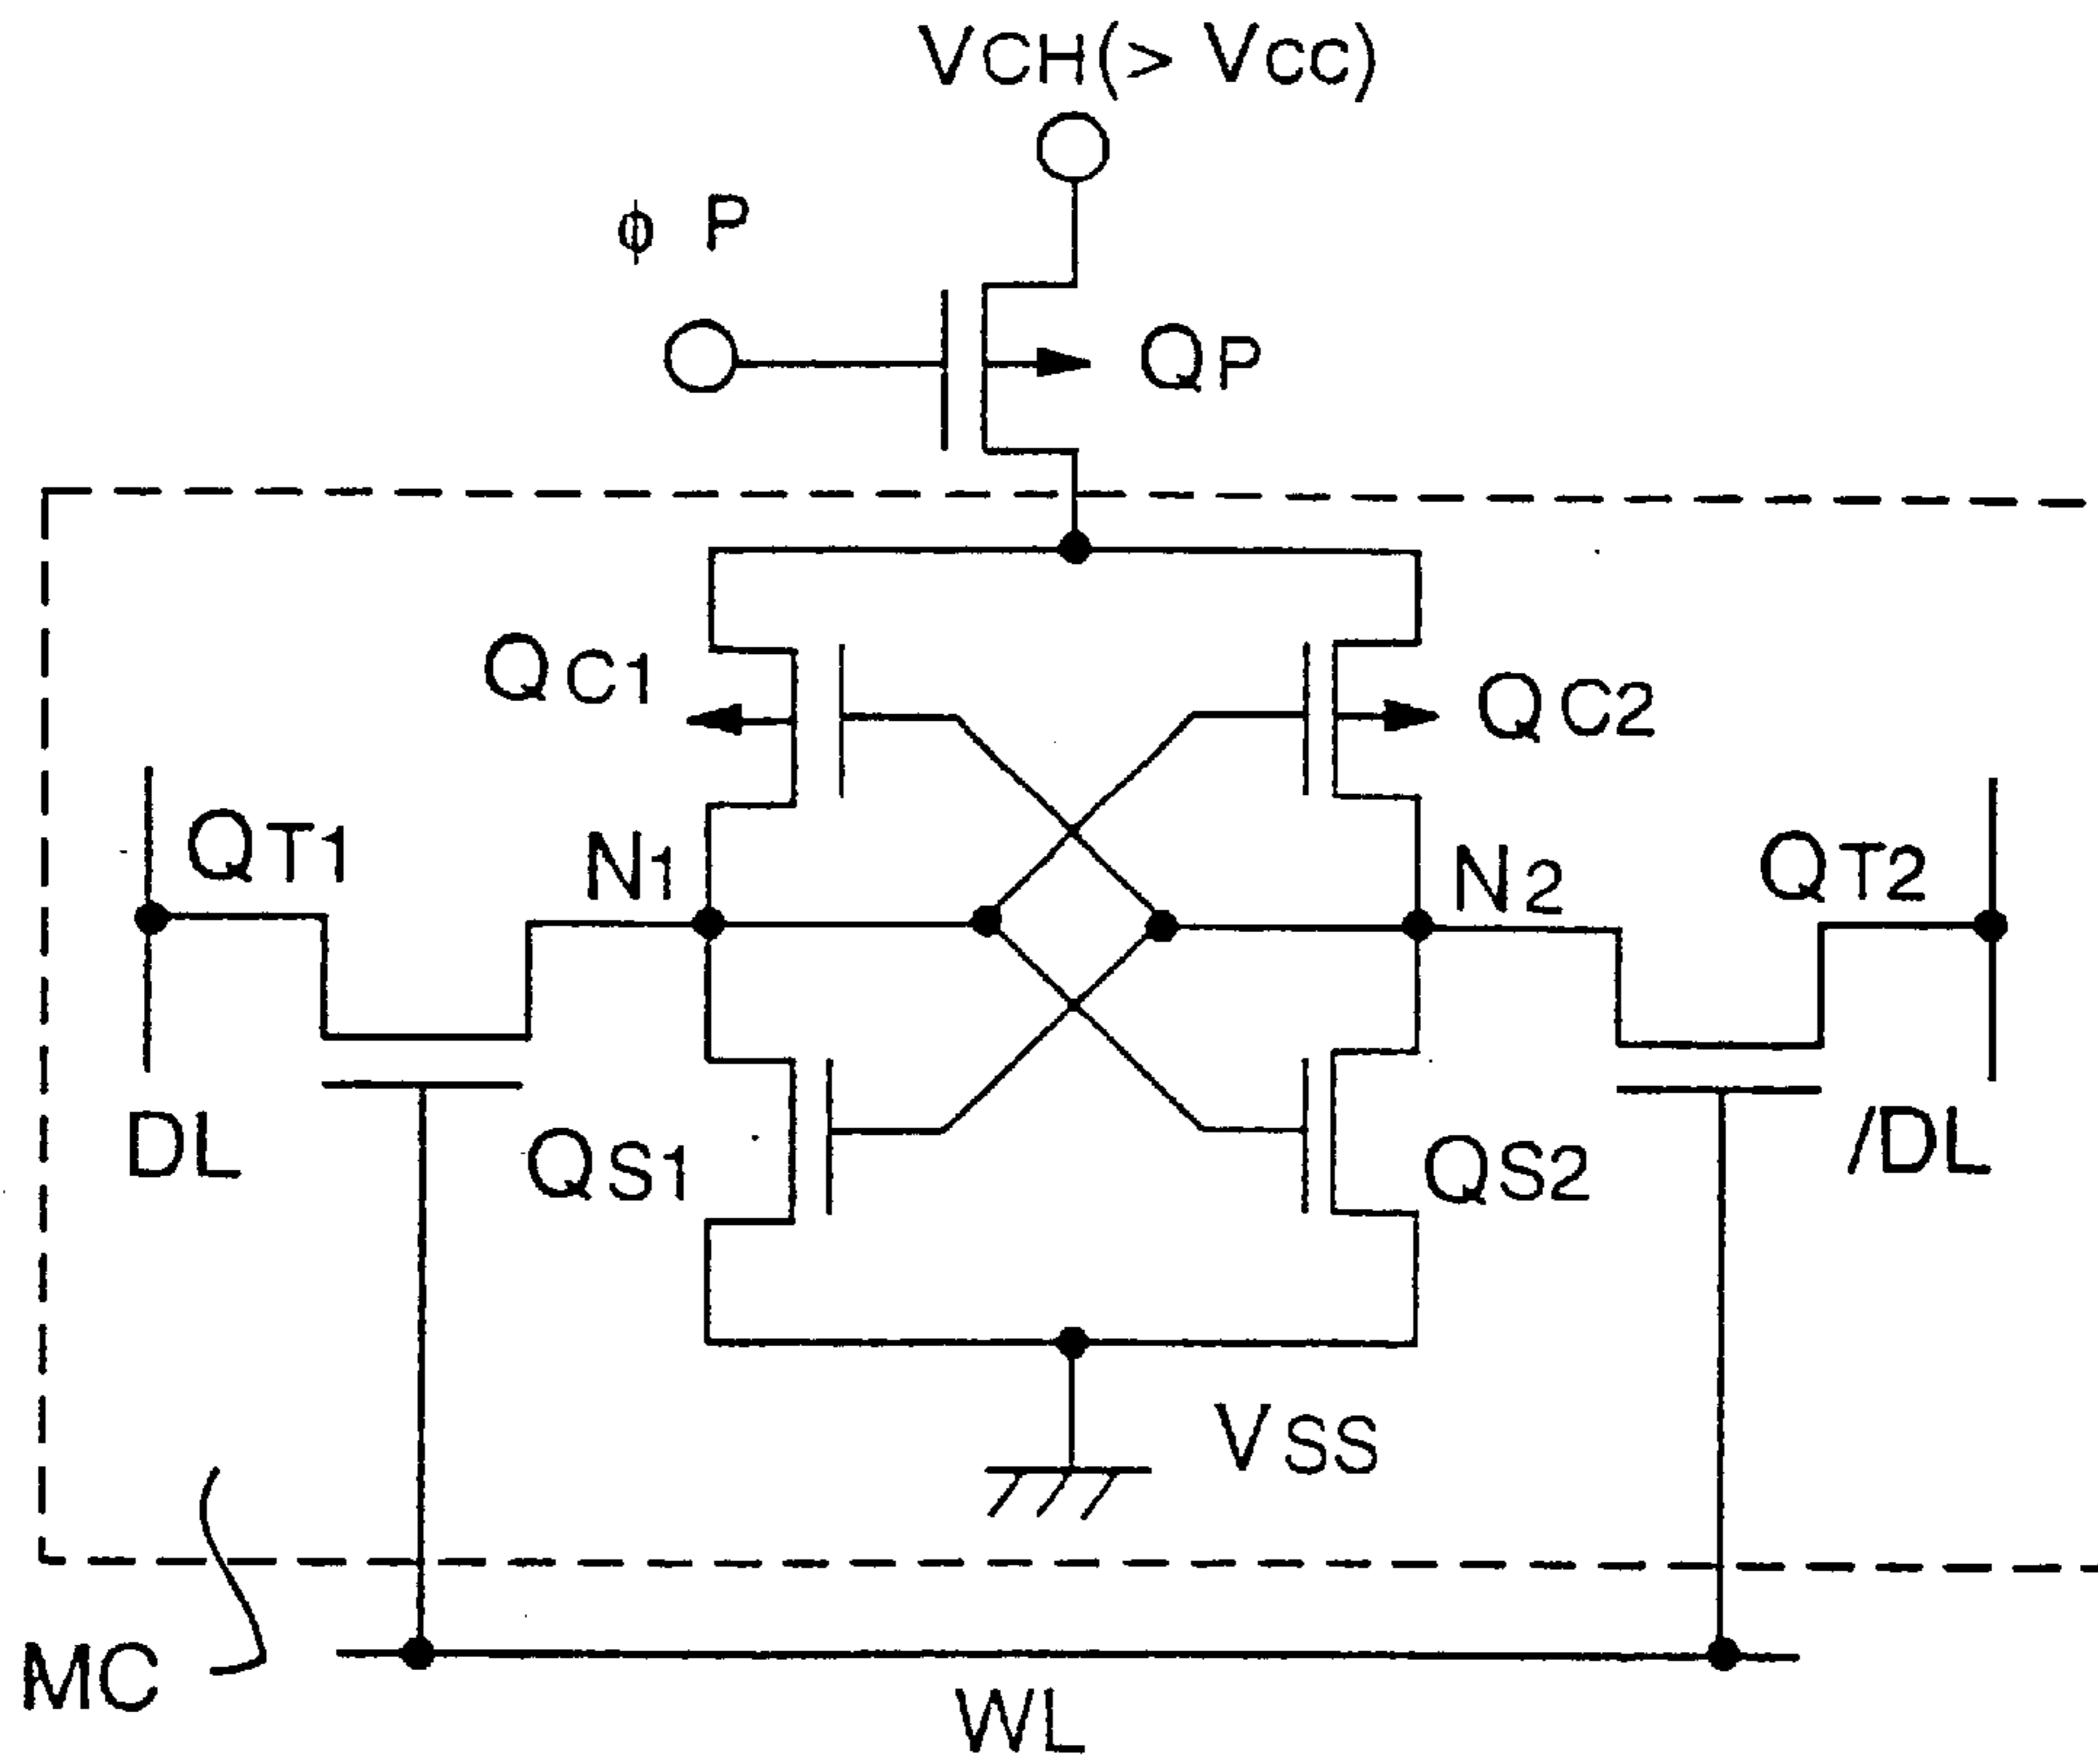 VCH(> VCC)
φ P
QP
QC1
QC2
QT1
N1
N2
QT2
DL
QS1
QS2
/DL
VSS
MC
WL